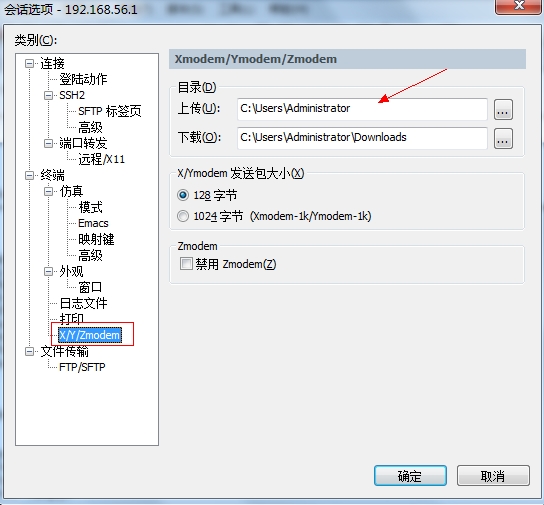 会话选项 - 192.168.56.1
类别(C):
连接
登陆动作
SSH2
SFTP 标签页
高级
端口转发
远程/X11
终端
仿真
模式
Emacs
映射键
高级
外观
窗口
日志文件
打印
X/Y/Zmodem
文件传输
FTP/SFTP
Xmodem/Ymodem/Zmodem
目录(D)
上传(U): C:\Users\Administrator ...
下载(O): C:\Users\Administrator\Downloads ...
X/Ymodem 发送包大小(X)
128 字节
1024 字节 (Xmodem-1k/Ymodem-1k)
Zmodem
禁用 Zmodem(Z)
确定 取消